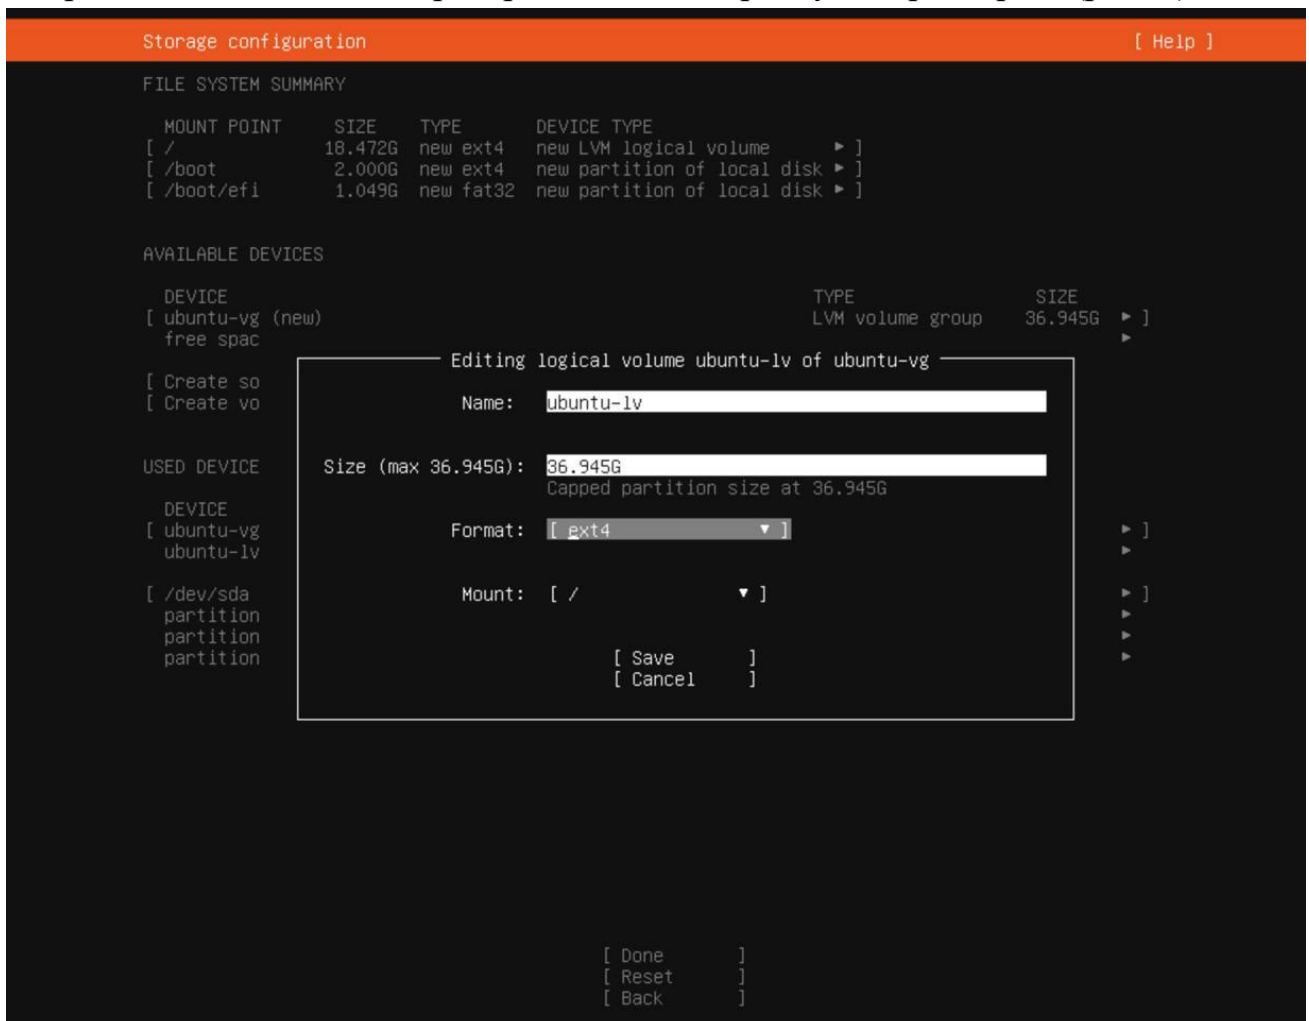 Storage configuration [ Help ]
FILE SYSTEM SUMMARY
MOUNT POINT SIZE TYPE DEVICE TYPE
[ / 18.472G new ext4 new LVM logical volume ▸ ]
[ /boot 2.000G new ext4 new partition of local disk ▸ ]
[ /boot/efi 1.049G new fat32 new partition of local disk ▸ ]
AVAILABLE DEVICES
DEVICE TYPE SIZE
[ ubuntu-vg (new) LVM volume group 36.945G ▸ ]
free spac ▸
Editing logical volume ubuntu-lv of ubuntu-vg
[ Create so
[ Create vo
Name: ubuntu-lv
USED DEVICE
Size (max 36.945G): 36.945G
Capped partition size at 36.945G
DEVICE
[ ubuntu-vg ▸ ]
Format: [ ext4 ▾ ]
ubuntu-lv ▸
[ /dev/sda ▸ ]
Mount: [ / ▾ ]
partition ▸
partition ▸
partition ▸
[ Save ]
[ Cancel ]
[ Done ]
[ Reset ]
[ Back ]